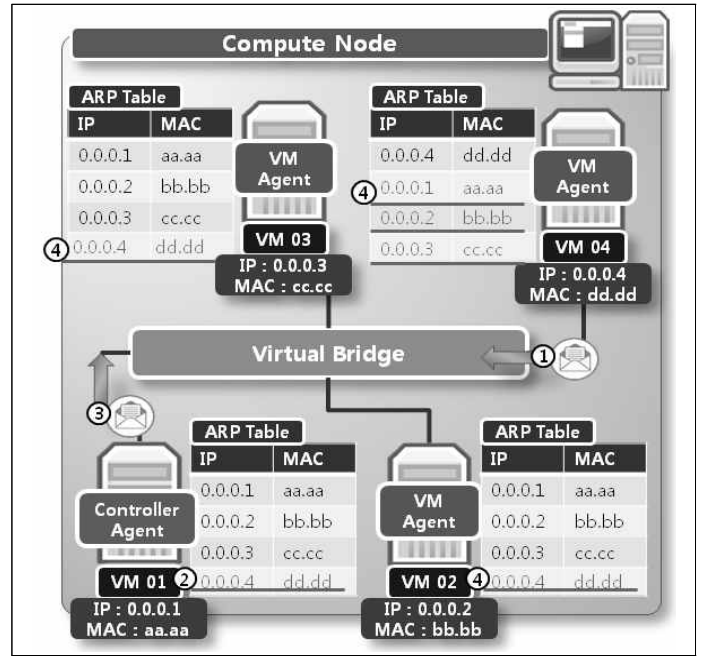 Compute Node
ARP Table
IP MAC
0.0.0.1 aa.aa
0.0.0.2 bb.bb
0.0.0.3 cc.cc
④ 0.0.0.4 dd.dd
VM
Agent
VM 03
IP : 0.0.0.3
MAC : cc.cc
ARP Table
IP MAC
0.0.0.4 dd.dd
④ 0.0.0.1 aa.aa
0.0.0.2 bb.bb
0.0.0.3 cc.cc
VM
Agent
VM 04
IP : 0.0.0.4
MAC : dd.dd
Virtual Bridge
①
③
Controller
Agent
VM 01
IP : 0.0.0.1
MAC : aa.aa
ARP Table
IP MAC
0.0.0.1 aa.aa
0.0.0.2 bb.bb
0.0.0.3 cc.cc
② 0.0.0.4 dd.dd
VM
Agent
VM 02
IP : 0.0.0.2
MAC : bb.bb
ARP Table
IP MAC
0.0.0.1 aa.aa
0.0.0.2 bb.bb
0.0.0.3 cc.cc
④ 0.0.0.4 dd.dd